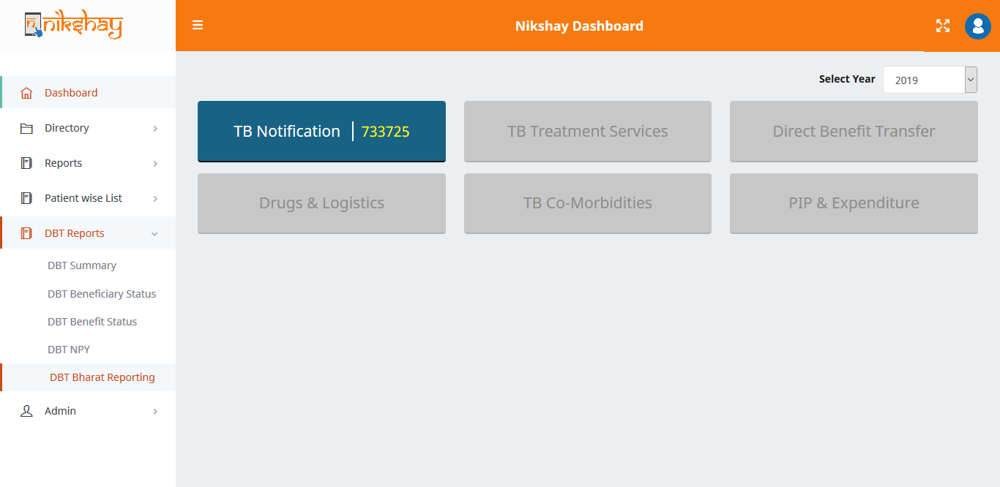 nikshay
Nikshay Dashboard
Select Year 2019
Dashboard
Directory
Reports
Patient wise List
DBT Reports
DBT Summary
DBT Beneficiary Status
DBT Benefit Status
DBT NPY
DBT Bharat Reporting
Admin
TB Notification | 733725
TB Treatment Services
Direct Benefit Transfer
Drugs & Logistics
TB Co-Morbidities
PIP & Expenditure